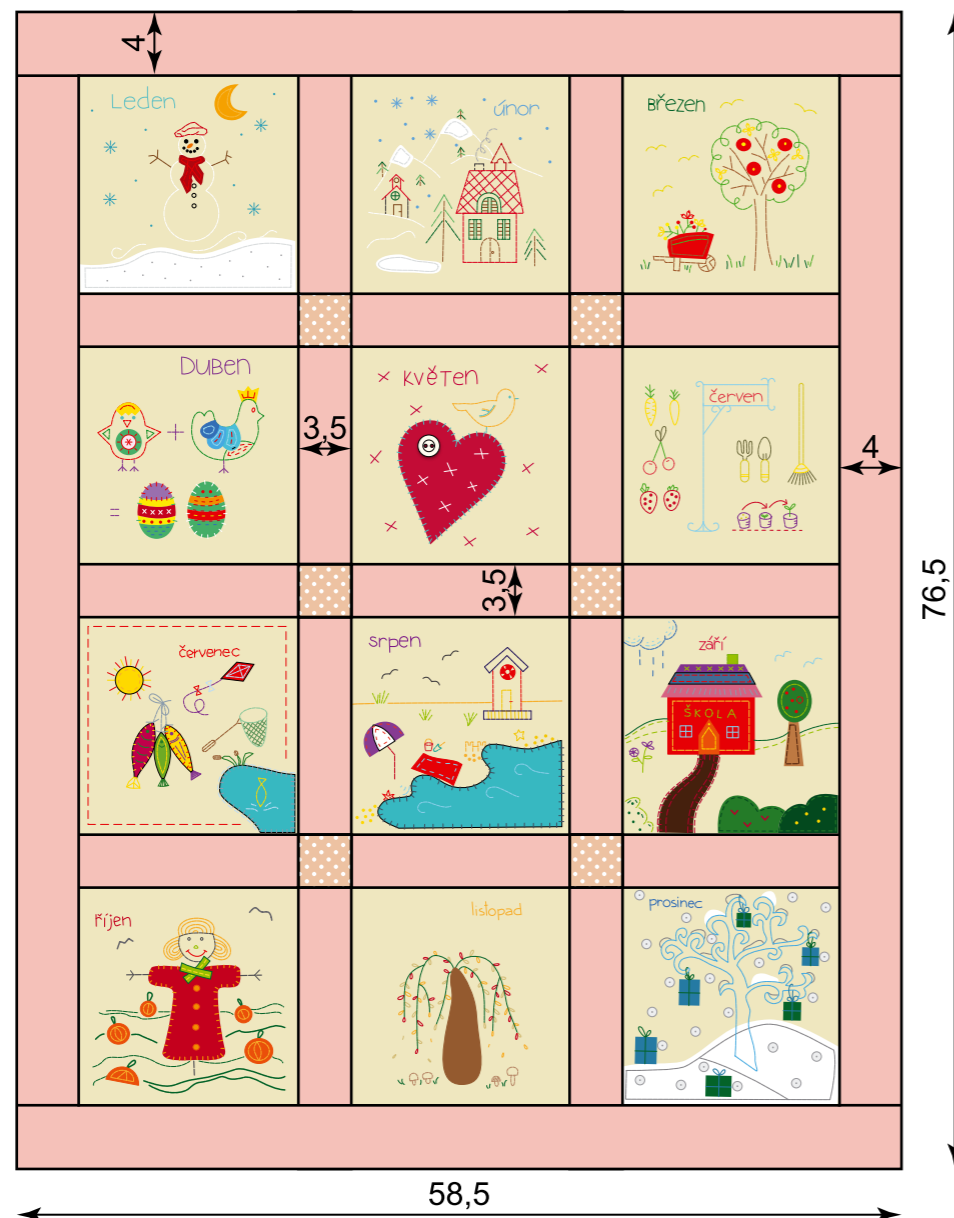 4
Leden
únor
Březen
Duben
květen
červen
3,5
4
3,5
76,5
červenec
srpen
září
ŠKOLA
říjen
listopad
prosinec
58,5